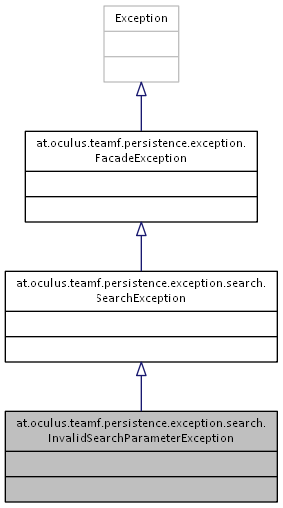 Exception
at.oculus.teamf.persistence.exception.
FacadeException
at.oculus.teamf.persistence.exception.search.
SearchException
at.oculus.teamf.persistence.exception.search.
InvalidSearchParameterException